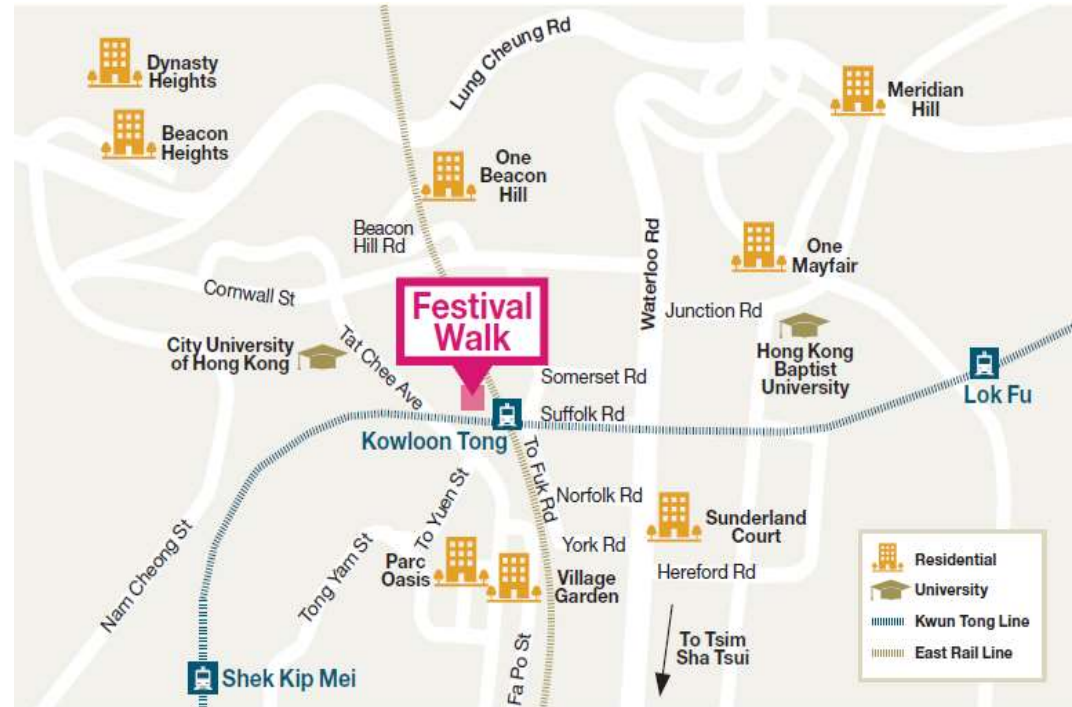 Lung Cheung Rd
Dynasty
Heights
Meridian
Hill
Beacon
Heights
One
Beacon
Hill
Beacon
Hill Rd
Waterloo Rd
One
Mayfair
Cornwall St
Festival
Walk
Junction Rd
Tat Chee Ave
City University
of Hong Kong
Hong Kong
Baptist
University
Somerset Rd
Lok Fu
Suffolk Rd
Kowloon Tong
To Fuk Rd
To Yuen St
Norfolk Rd
Sunderland
Court
Nam Cheong St
Tong Yam St
York Rd
Parc
Oasis
Village
Garden
Hereford Rd
Fa Po St
To Tsim
Sha Tsui
Shek Kip Mei
Residential
University
Kwun Tong Line
East Rail Line